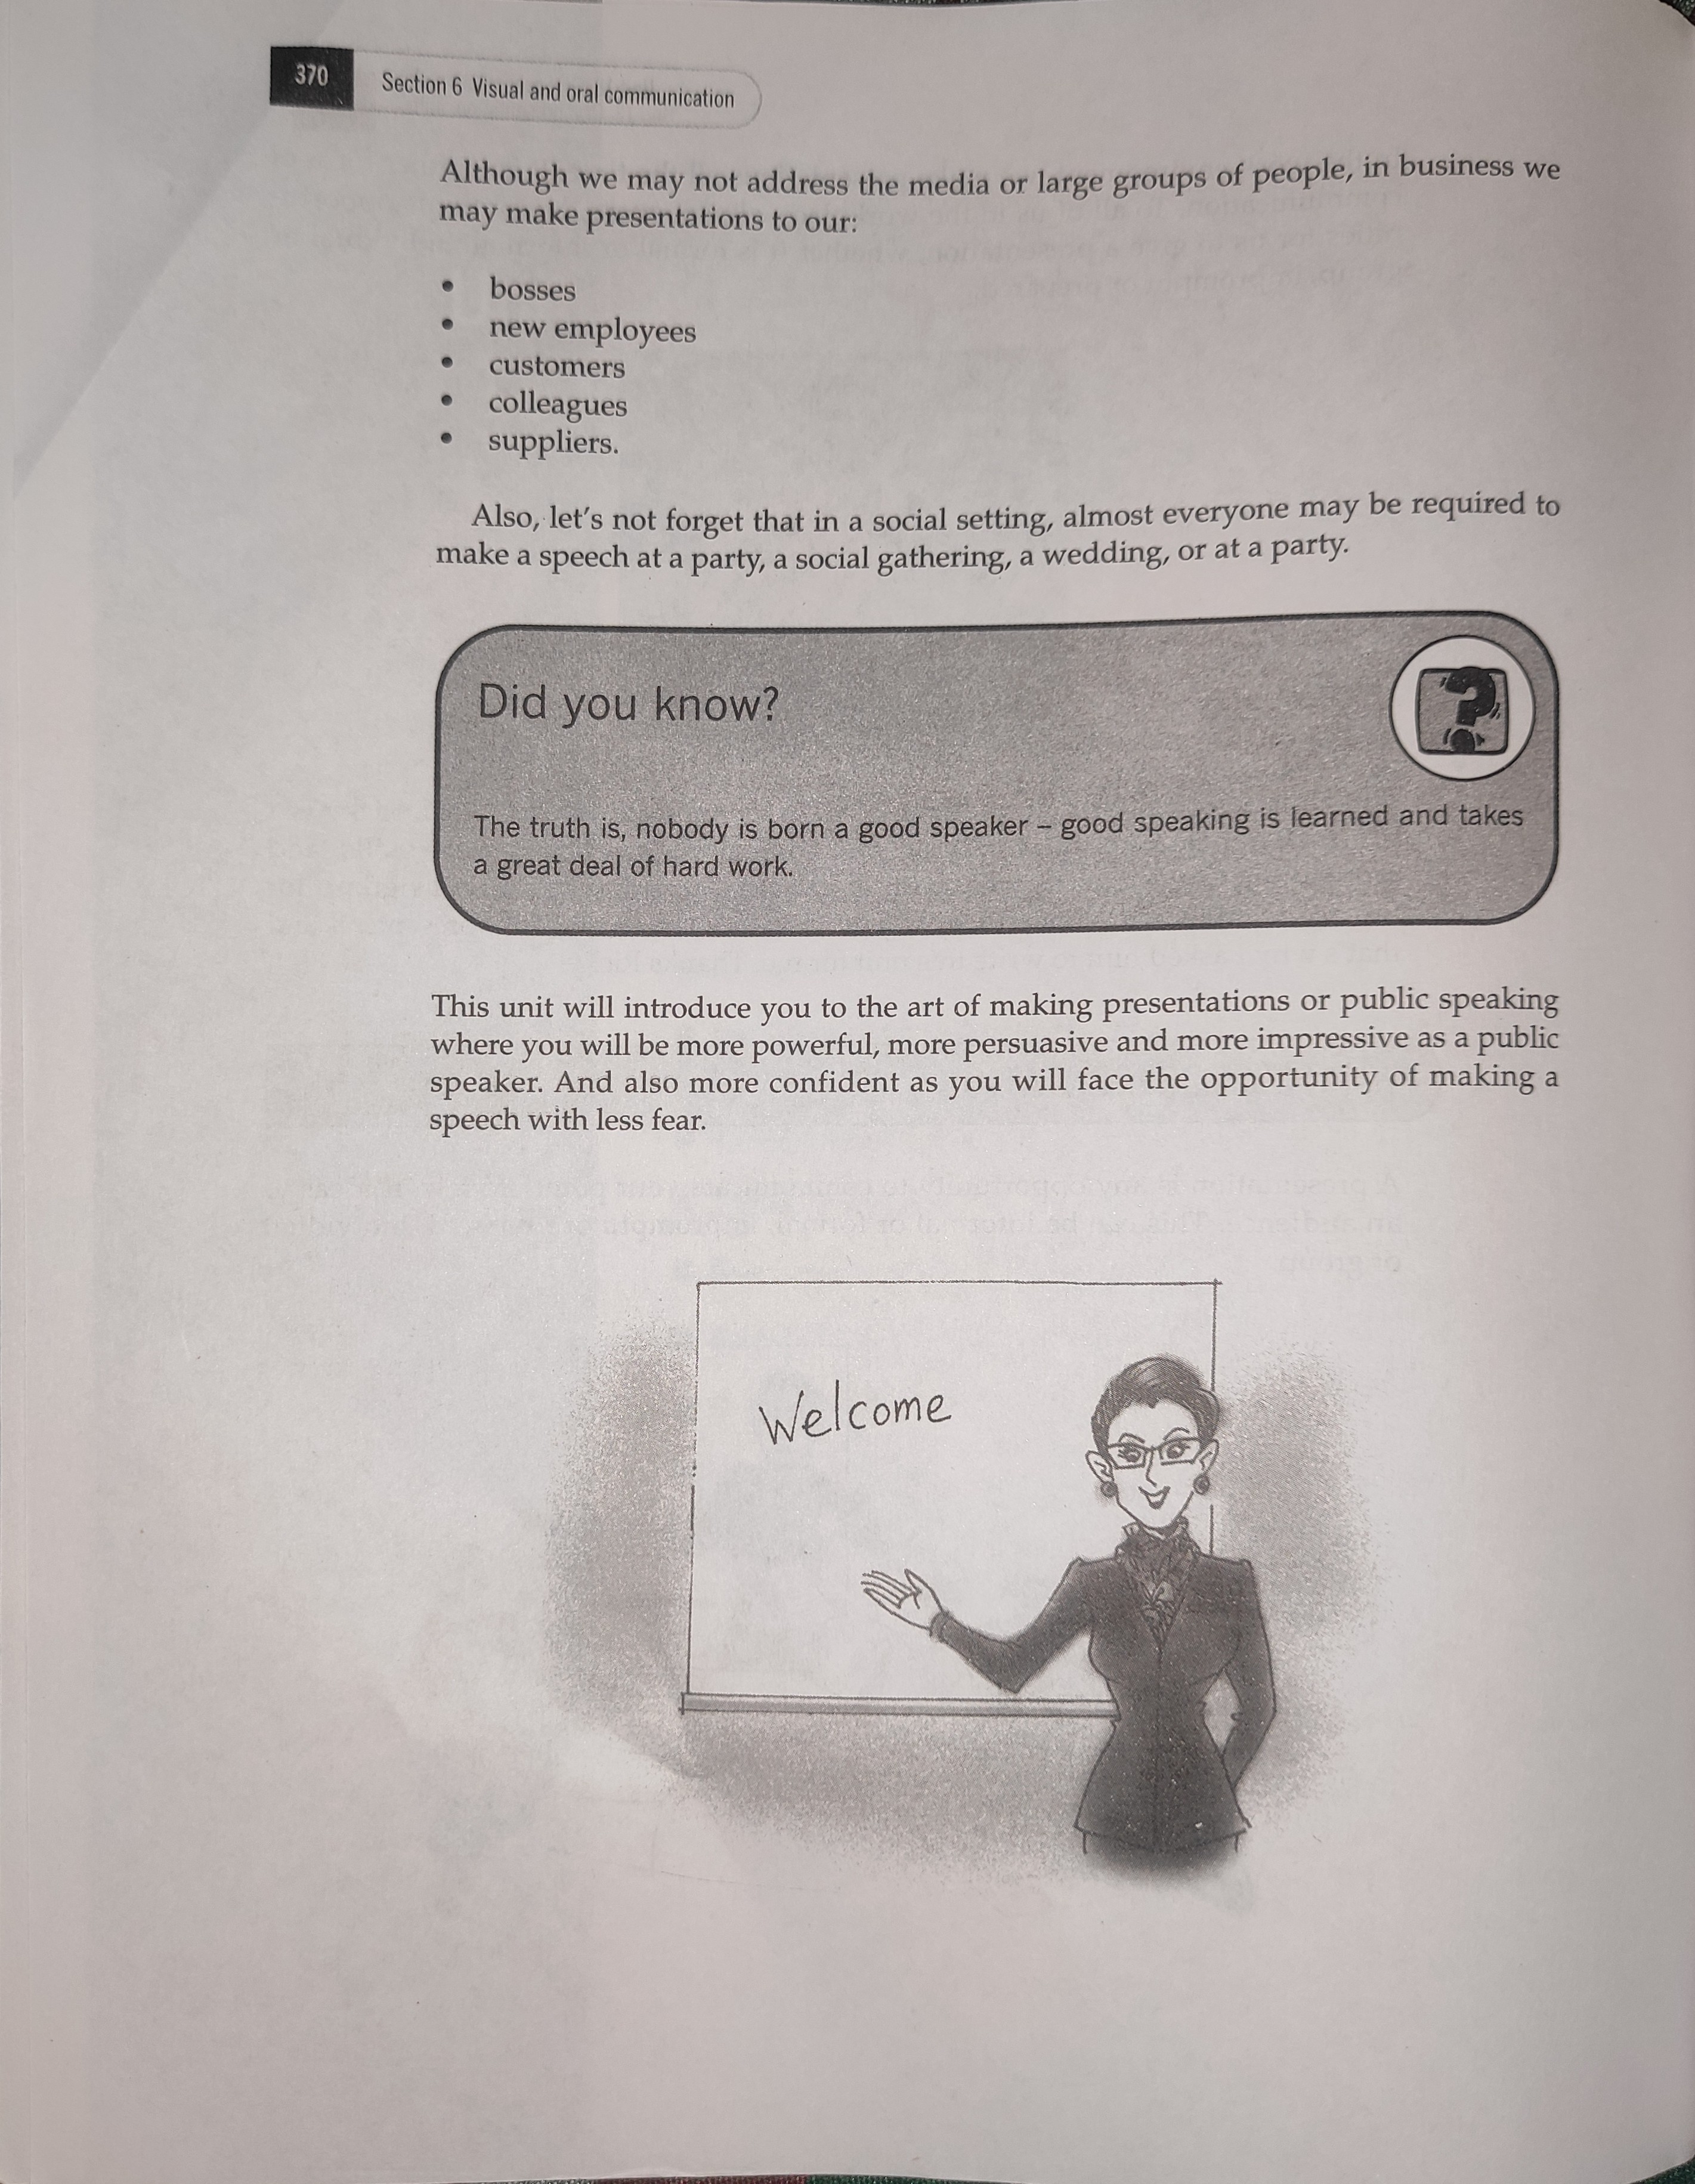 370
Section 6 Visual and oral communication
Although we may not address the media or large groups of people, in business we
may make presentations to our:
• bosses
• new employees
• customers
• colleagues
• suppliers.
Also, let's not forget that in a social setting, almost everyone may be required to
make a speech at a party, a social gathering, a wedding, or at a party.
Did you know?
?
The truth is, nobody is born a good speaker – good speaking is learned and takes
a great deal of hard work.
This unit will introduce you to the art of making presentations or public speaking
where you will be more powerful, more persuasive and more impressive as a public
speaker. And also more confident as you will face the opportunity of making a
speech with less fear.
Welcome